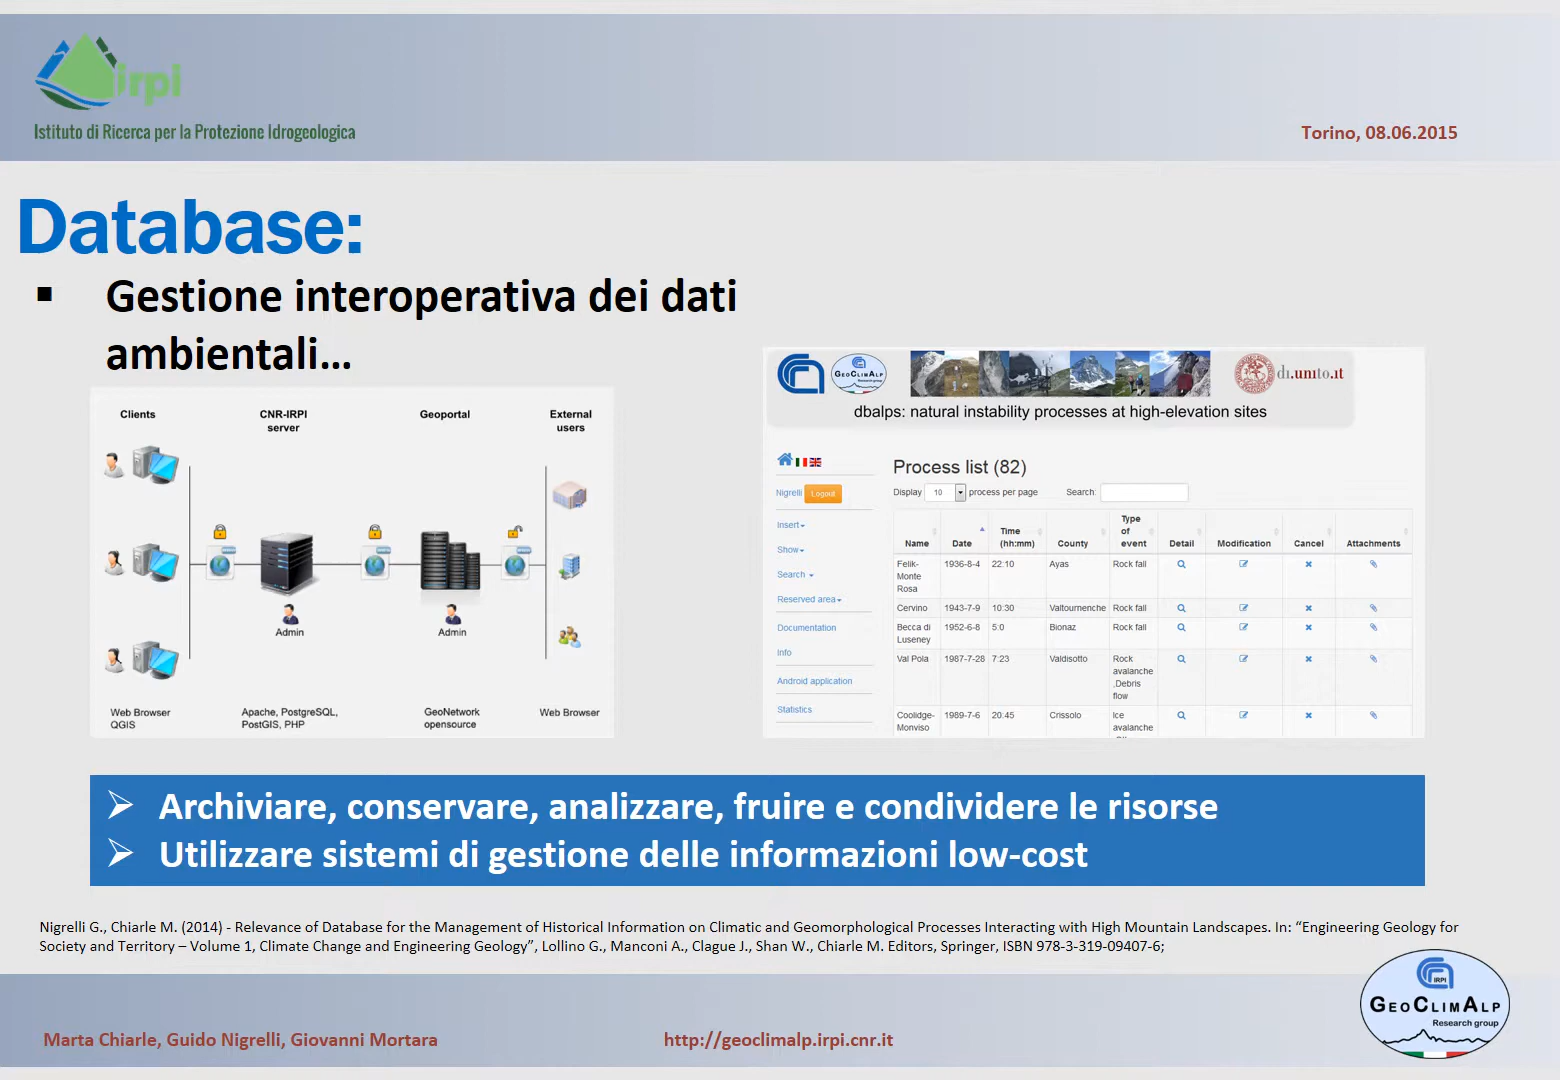 irpi
Istituto di Ricerca per la Protezione Idrogeologica
Torino, 08.06.2015
Database:
Gestione interoperativa dei dati
ambientali...
Clients
CNR-IRPI
server
Geoportal
External
users
Admin
Admin
Web Browser
QGIS
Apache, PostgreSQL,
PostGIS, PHP
GeoNetwork
opensource
Web Browser
GEOCLIMALP
Research group
di.unito.it
dbalps: natural instability processes at high-elevation sites
Nigrelli Logout
Insert
Show
Search
Reserved area
Documentation
Info
Android application
Statistics
Process list (82)
Display 10 process per page Search:
Name Date Time (hh:mm) County Type of event Detail Modification Cancel Attachments
Felik-Monte Rosa 1936-8-4 22:10 Ayas Rock fall
Cervino 1943-7-9 10:30 Valtournenche Rock fall
Becca di Luseney 1952-6-8 5:0 Bionaz Rock fall
Val Pola 1987-7-28 7:23 Valdisotto Rock avalanche ,Debris flow
Coolidge-Monviso 1989-7-6 20:45 Crissolo Ice avalanche
Archiviare, conservare, analizzare, fruire e condividere le risorse
Utilizzare sistemi di gestione delle informazioni low-cost
Nigrelli G., Chiarle M. (2014) - Relevance of Database for the Management of Historical Information on Climatic and Geomorphological Processes Interacting with High Mountain Landscapes. In: “Engineering Geology for
Society and Territory – Volume 1, Climate Change and Engineering Geology”, Lollino G., Manconi A., Clague J., Shan W., Chiarle M. Editors, Springer, ISBN 978-3-319-09407-6;
Marta Chiarle, Guido Nigrelli, Giovanni Mortara
http://geoclimalp.irpi.cnr.it
IRPI
GEOCLIMALP
Research group